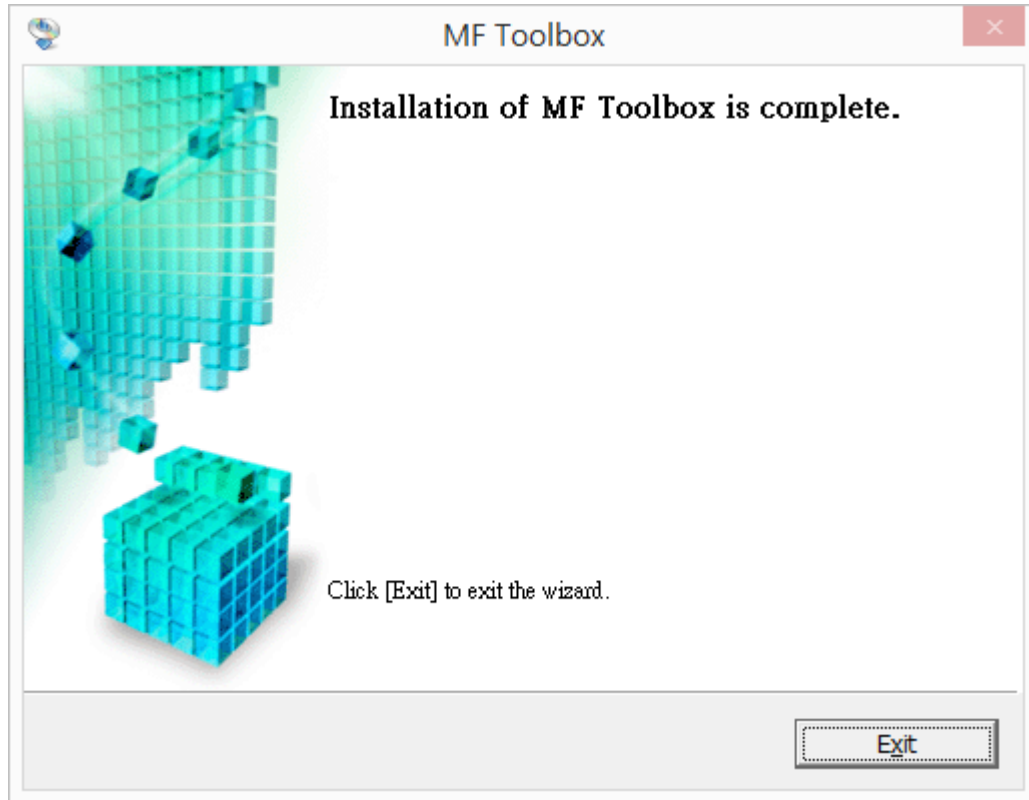 MF Toolbox
Installation of MF Toolbox is complete.
Click [Exit] to exit the wizard.
Exit